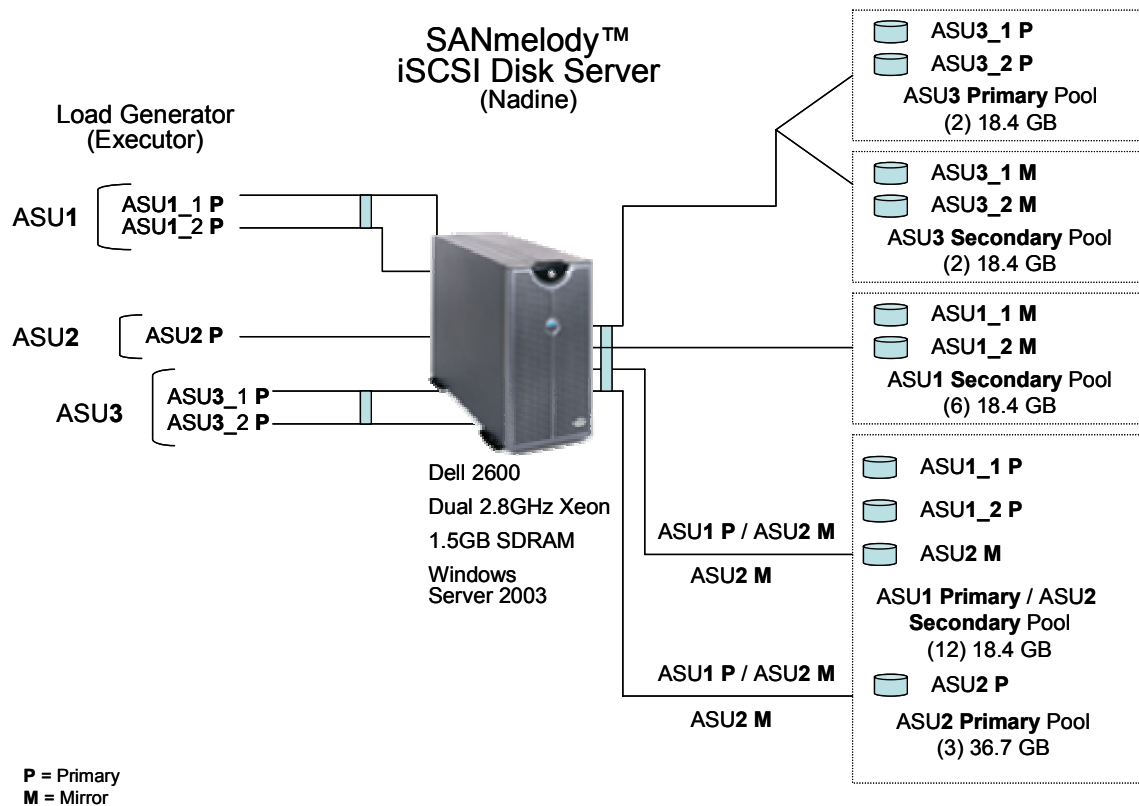 SANmelody™
iSCSI Disk Server
(Nadine)
Load Generator
(Executor)
ASU1
ASU1_1 P
ASU1_2 P
ASU2
ASU2 P
ASU3
ASU3_1 P
ASU3_2 P
Dell 2600
Dual 2.8GHz Xeon
1.5GB SDRAM
Windows
Server 2003
ASU3_1 P
ASU3_2 P
ASU3 Primary Pool
(2) 18.4 GB
ASU3_1 M
ASU3_2 M
ASU3 Secondary Pool
(2) 18.4 GB
ASU1_1 M
ASU1_2 M
ASU1 Secondary Pool
(6) 18.4 GB
ASU1_1 P
ASU1_2 P
ASU2 M
ASU1 Primary / ASU2
Secondary Pool
(12) 18.4 GB
ASU2 P
ASU2 Primary Pool
(3) 36.7 GB
ASU1 P / ASU2 M
ASU2 M
ASU1 P / ASU2 M
ASU2 M
P = Primary
M = Mirror